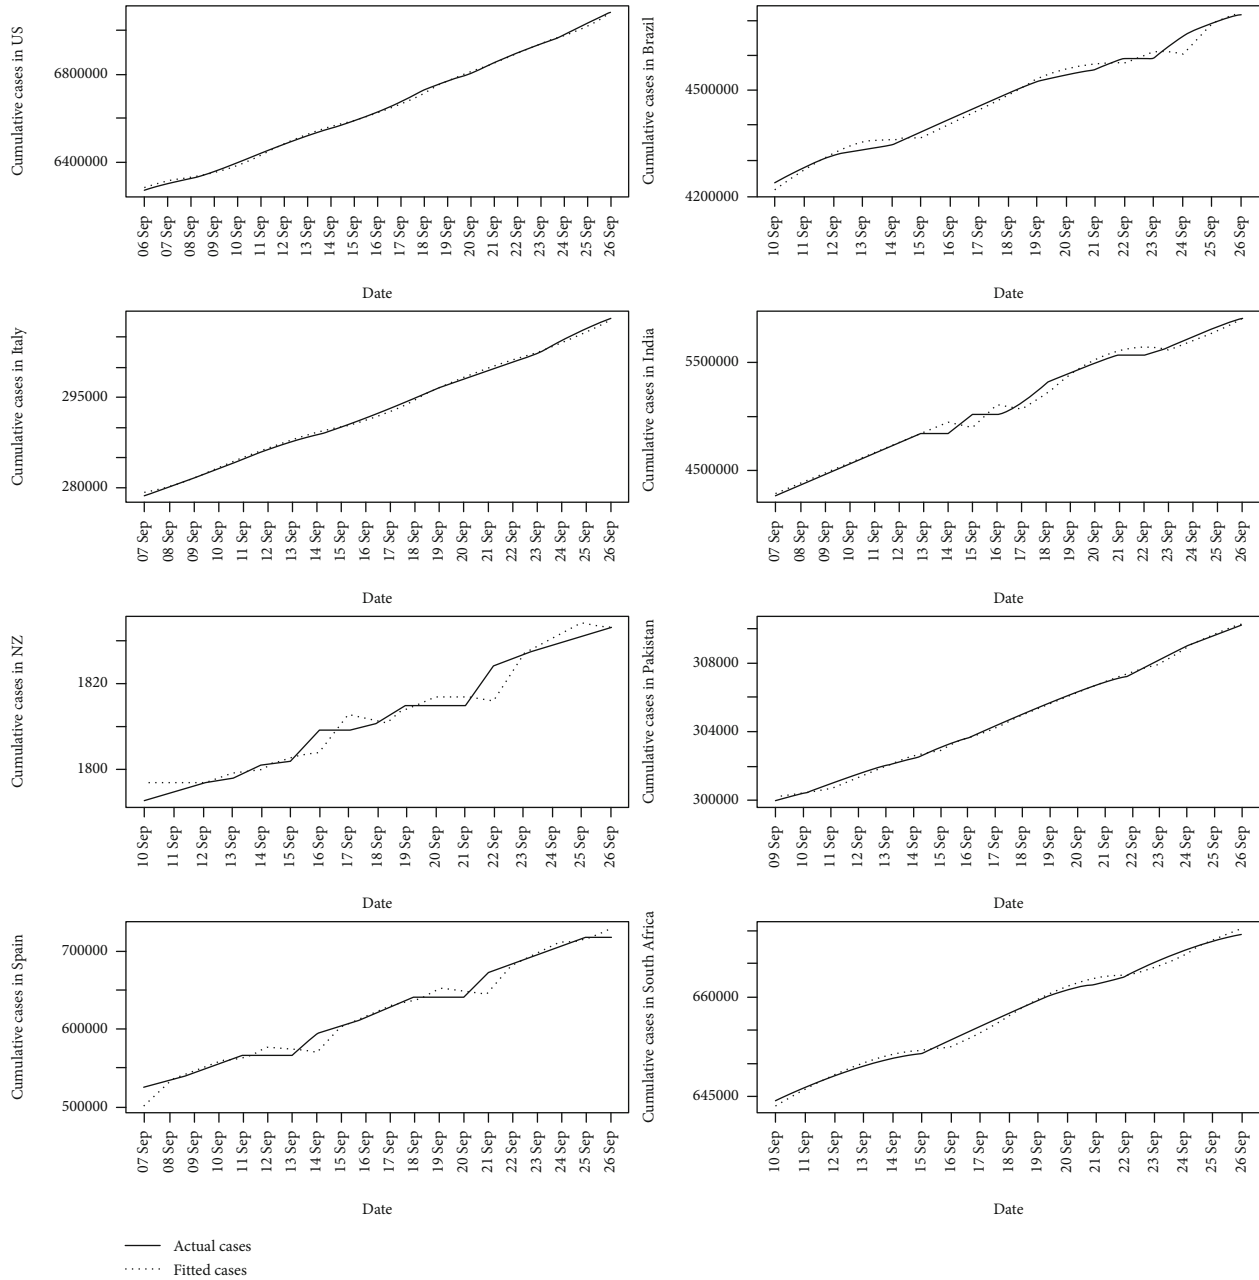 Cumulative cases in US
6800000
6400000
06 Sep
07 Sep
08 Sep
09 Sep
10 Sep
11 Sep
12 Sep
13 Sep
14 Sep
15 Sep
16 Sep
17 Sep
18 Sep
19 Sep
20 Sep
21 Sep
22 Sep
23 Sep
24 Sep
25 Sep
26 Sep
Date
Cumulative cases in Brazil
4500000
4200000
10 Sep
11 Sep
12 Sep
13 Sep
14 Sep
15 Sep
16 Sep
17 Sep
18 Sep
19 Sep
20 Sep
21 Sep
22 Sep
23 Sep
24 Sep
25 Sep
26 Sep
Date
Cumulative cases in Italy
295000
280000
07 Sep
08 Sep
09 Sep
10 Sep
11 Sep
12 Sep
13 Sep
14 Sep
15 Sep
16 Sep
17 Sep
18 Sep
19 Sep
20 Sep
21 Sep
22 Sep
23 Sep
24 Sep
25 Sep
26 Sep
Date
Cumulative cases in India
5500000
4500000
07 Sep
08 Sep
09 Sep
10 Sep
11 Sep
12 Sep
13 Sep
14 Sep
15 Sep
16 Sep
17 Sep
18 Sep
19 Sep
20 Sep
21 Sep
22 Sep
23 Sep
24 Sep
25 Sep
26 Sep
Date
Cumulative cases in NZ
1820
1800
10 Sep
11 Sep
12 Sep
13 Sep
14 Sep
15 Sep
16 Sep
17 Sep
18 Sep
19 Sep
20 Sep
21 Sep
22 Sep
23 Sep
24 Sep
25 Sep
26 Sep
Date
Cumulative cases in Pakistan
308000
304000
300000
09 Sep
10 Sep
11 Sep
12 Sep
13 Sep
14 Sep
15 Sep
16 Sep
17 Sep
18 Sep
19 Sep
20 Sep
21 Sep
22 Sep
23 Sep
24 Sep
25 Sep
26 Sep
Date
Cumulative cases in Spain
700000
600000
500000
07 Sep
08 Sep
09 Sep
10 Sep
11 Sep
12 Sep
13 Sep
14 Sep
15 Sep
16 Sep
17 Sep
18 Sep
19 Sep
20 Sep
21 Sep
22 Sep
23 Sep
24 Sep
25 Sep
26 Sep
Date
Cumulative cases in South Africa
660000
645000
10 Sep
11 Sep
12 Sep
13 Sep
14 Sep
15 Sep
16 Sep
17 Sep
18 Sep
19 Sep
20 Sep
21 Sep
22 Sep
23 Sep
24 Sep
25 Sep
26 Sep
Date
Actual cases
Fitted cases